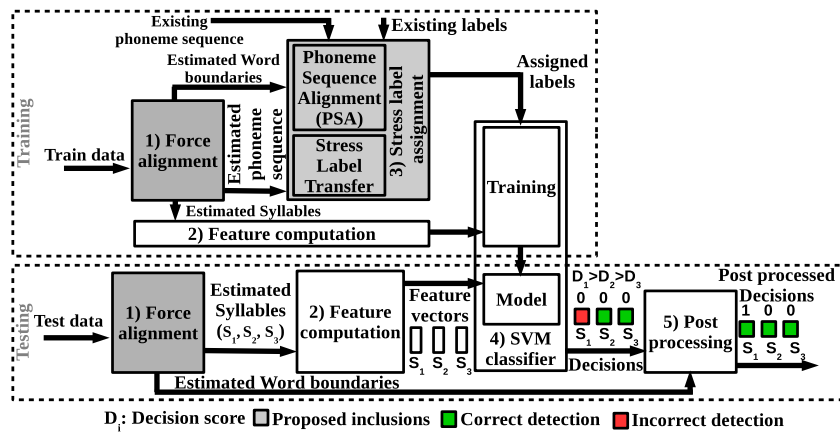 Existing
phoneme sequence
Existing labels
Estimated Word
boundaries
Phoneme
Sequence
Alignment
(PSA)
Stress
Label
Transfer
3) Stress label
assignment
Assigned
labels
Training
Train data
1) Force
alignment
Estimated
phoneme
sequence
Estimated Syllables
2) Feature computation
Training
Testing
Test data
1) Force
alignment
Estimated
Syllables
(S1, S2, S3)
2) Feature
computation
Feature
vectors
S1 S2 S3
Model
4) SVM
classifier
D1>D2>D3
0 0 0
S1 S2 S3
Decisions
5) Post
processing
Post processed
Decisions
1 0 0
S1 S2 S3
Estimated Word boundaries
Di: Decision score Proposed inclusions Correct detection Incorrect detection